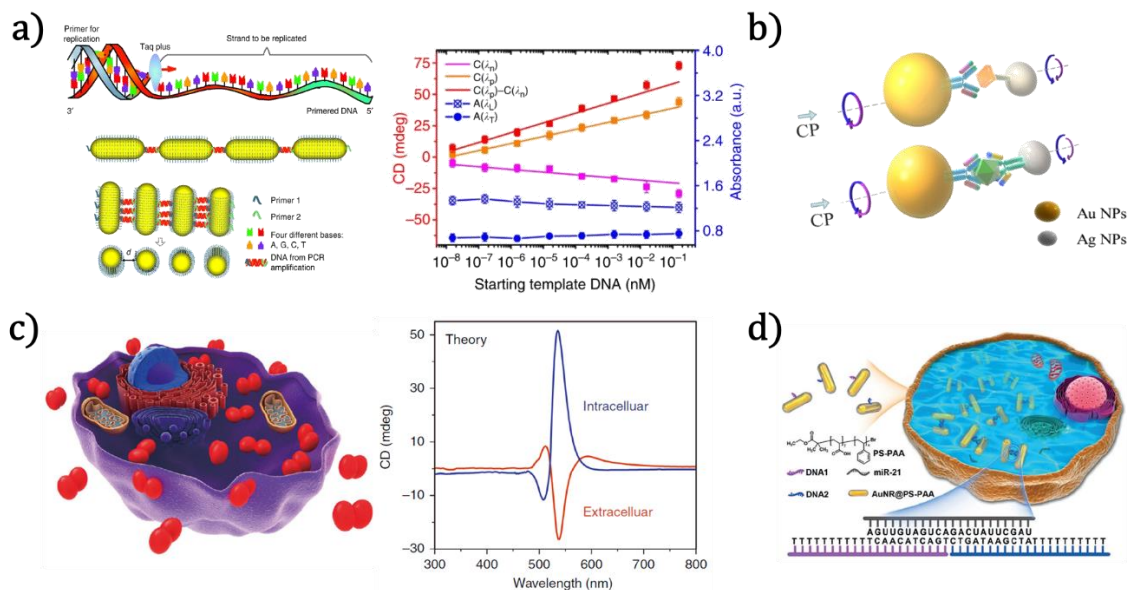 a)
Primer for
replication
Taq plus
Strand to be replicated
3'
Primered DNA
5'
d
Primer 1
Primer 2
Four different bases:
A, G, C, T
DNA from PCR
amplification
C(λn)
C(λp)
C(λp)−C(λn)
A(λL)
A(λT)
CD (mdeg)
75
50
25
0
−25
−50
Absorbance (a.u.)
4.0
3.2
2.4
1.6
0.8
10⁻⁸ 10⁻⁷ 10⁻⁶ 10⁻⁵ 10⁻⁴ 10⁻³ 10⁻² 10⁻¹
Starting template DNA (nM)
b)
CP
CP
Au NPs
Ag NPs
c)
Theory
Intracelluar
Extracelluar
CD (mdeg)
50
30
10
−10
−30
300 400 500 600 700 800
Wavelength (nm)
d)
PS-PAA
DNA1
miR-21
DNA2
AuNR@PS-PAA
AGUUGUAGUCAGACUAUUCGAU
TTTTTTTTTTTCAACATCAGTCTGATAAGCTATTTTTTTTTT